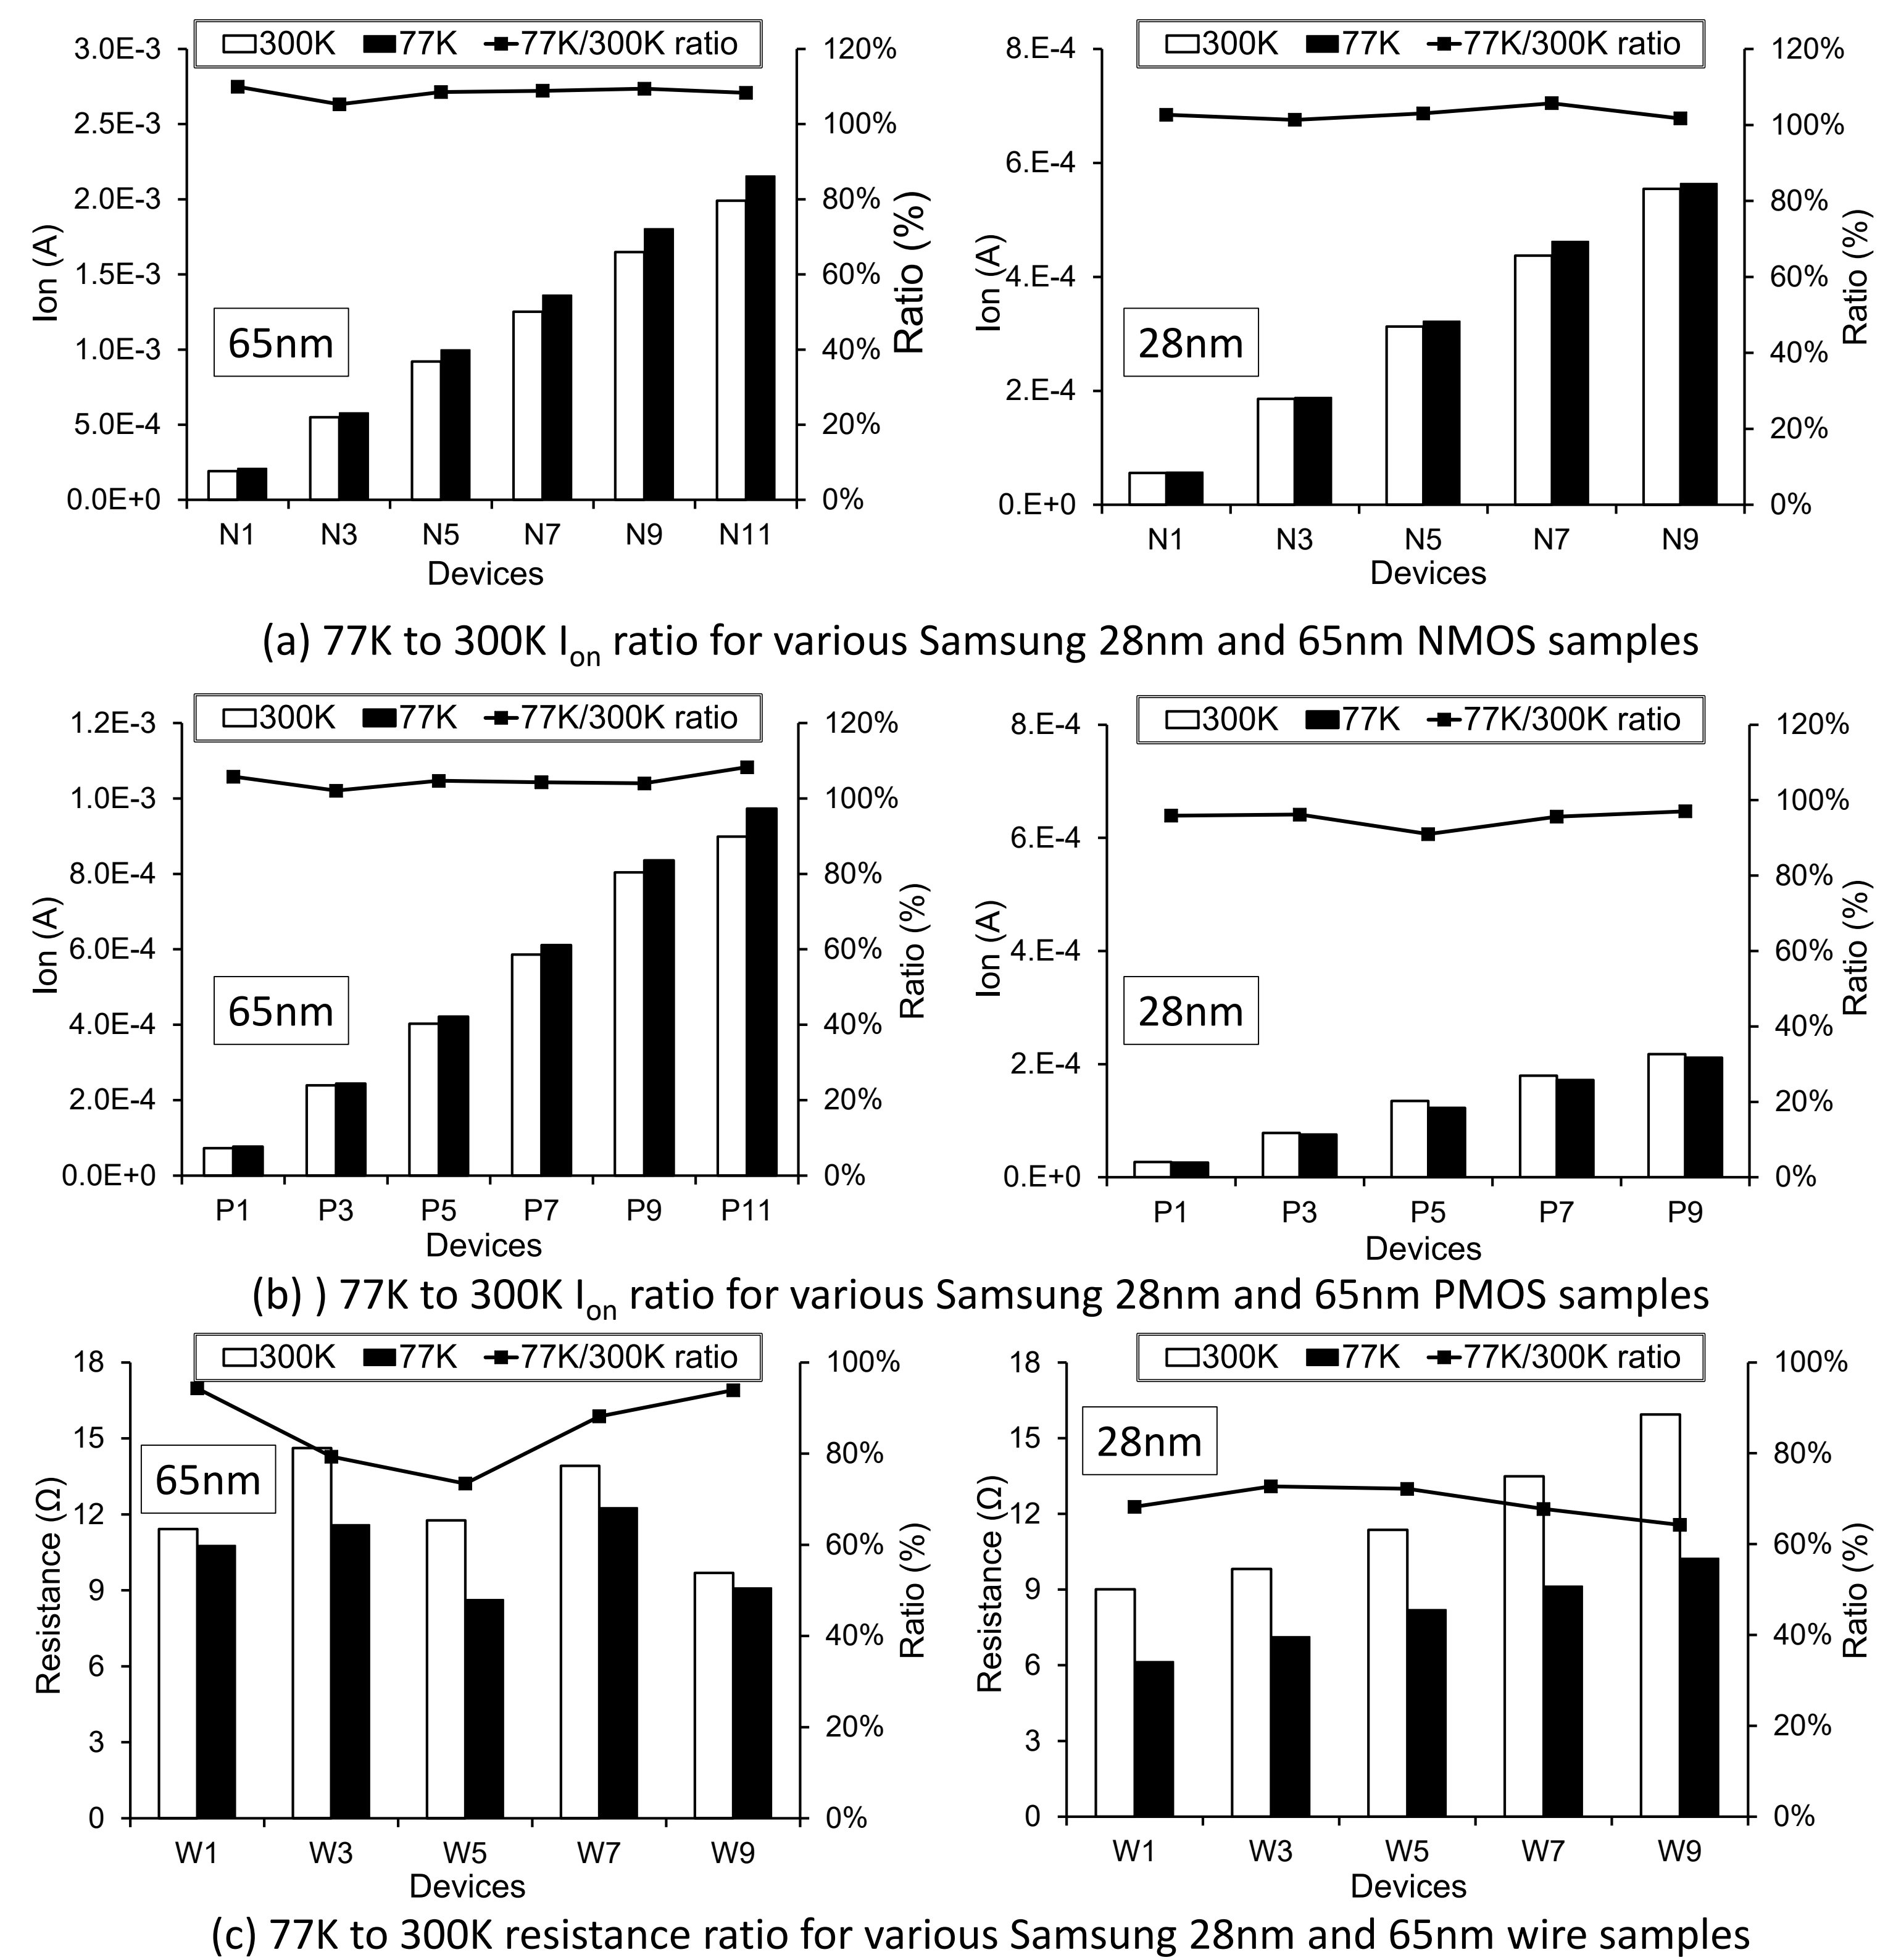 300K 77K 77K/300K ratio
3.0E-3
2.5E-3
2.0E-3
1.5E-3
1.0E-3
5.0E-4
0.0E+0
Ion (A)
65nm
120%
100%
80%
60%
40%
20%
0%
Ratio (%)
N1 N3 N5 N7 N9 N11
Devices
300K 77K 77K/300K ratio
8.E-4
6.E-4
4.E-4
2.E-4
0.E+0
Ion (A)
28nm
120%
100%
80%
60%
40%
20%
0%
Ratio (%)
N1 N3 N5 N7 N9
Devices
(a) 77K to 300K Ion ratio for various Samsung 28nm and 65nm NMOS samples
300K 77K 77K/300K ratio
1.2E-3
1.0E-3
8.0E-4
6.0E-4
4.0E-4
2.0E-4
0.0E+0
Ion (A)
65nm
120%
100%
80%
60%
40%
20%
0%
Ratio (%)
P1 P3 P5 P7 P9 P11
Devices
300K 77K 77K/300K ratio
8.E-4
6.E-4
4.E-4
2.E-4
0.E+0
Ion (A)
28nm
120%
100%
80%
60%
40%
20%
0%
Ratio (%)
P1 P3 P5 P7 P9
Devices
(b) ) 77K to 300K Ion ratio for various Samsung 28nm and 65nm PMOS samples
300K 77K 77K/300K ratio
18
15
12
9
6
3
0
Resistance (Ω)
65nm
100%
80%
60%
40%
20%
0%
Ratio (%)
W1 W3 W5 W7 W9
Devices
300K 77K 77K/300K ratio
18
15
12
9
6
3
0
Resistance (Ω)
28nm
100%
80%
60%
40%
20%
0%
Ratio (%)
W1 W3 W5 W7 W9
Devices
(c) 77K to 300K resistance ratio for various Samsung 28nm and 65nm wire samples